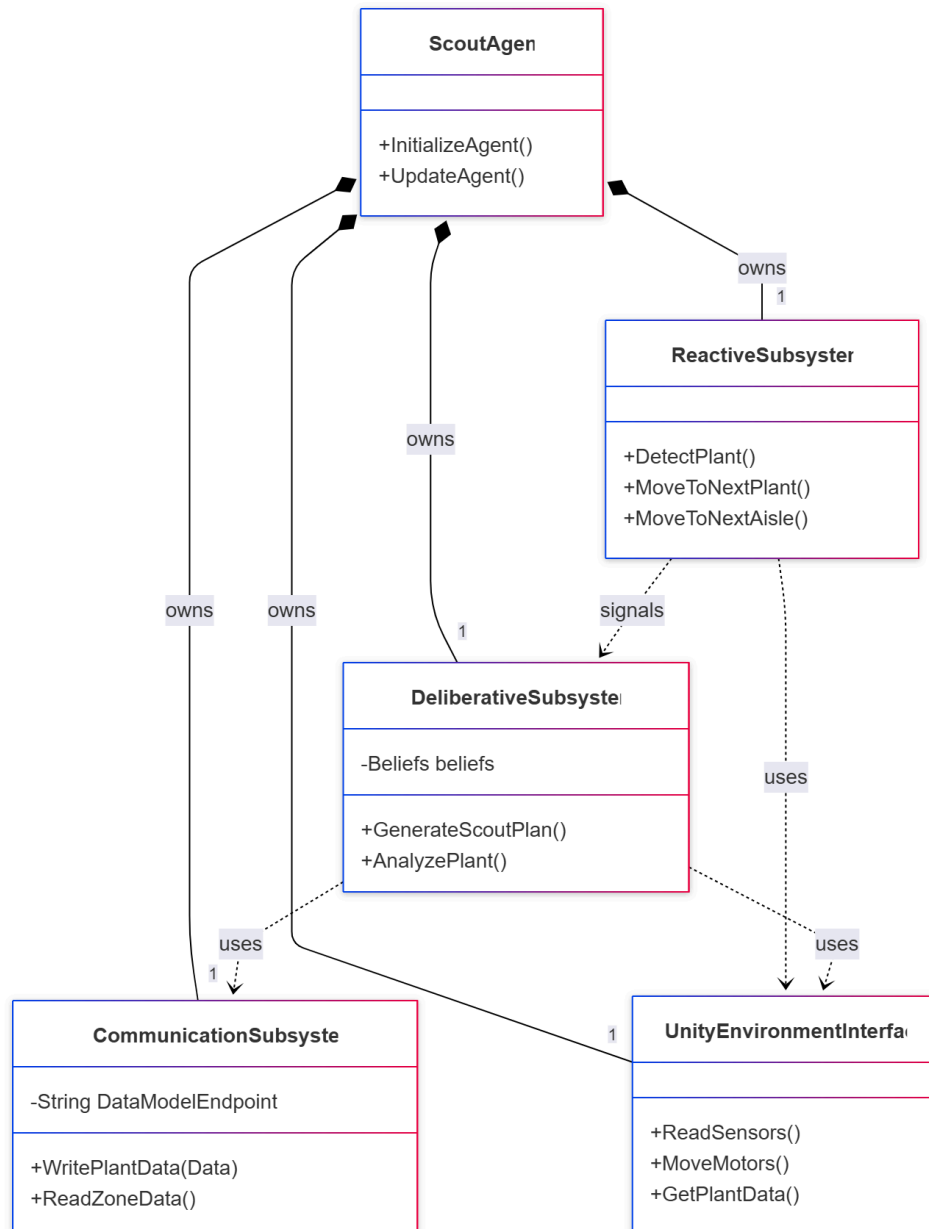 ScoutAgen
+InitializeAgent()
+UpdateAgent()
owns
1
ReactiveSubsyster
+DetectPlant()
+MoveToNextPlant()
+MoveToNextAisle()
owns
owns
owns
signals
1
DeliberativeSubsyste
-Beliefs beliefs
+GenerateScoutPlan()
+AnalyzePlant()
uses
uses
uses
1
1
CommunicationSubsyste
-String DataModelEndpoint
+WritePlantData(Data)
+ReadZoneData()
UnityEnvironmentInterfa
+ReadSensors()
+MoveMotors()
+GetPlantData()